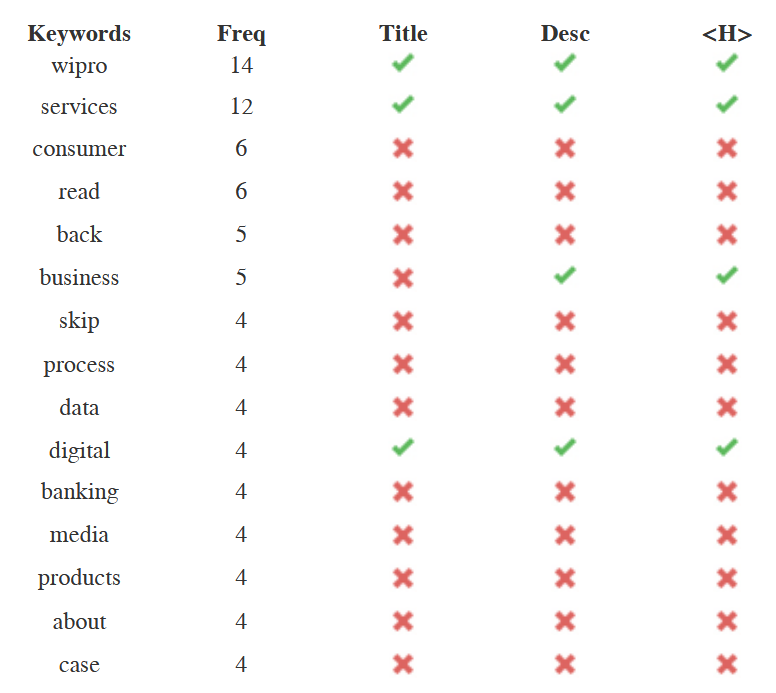 Keywords Freq Title Desc <H>
wipro 14
services 12
consumer 6
read 6
back 5
business 5
skip 4
process 4
data 4
digital 4
banking 4
media 4
products 4
about 4
case 4